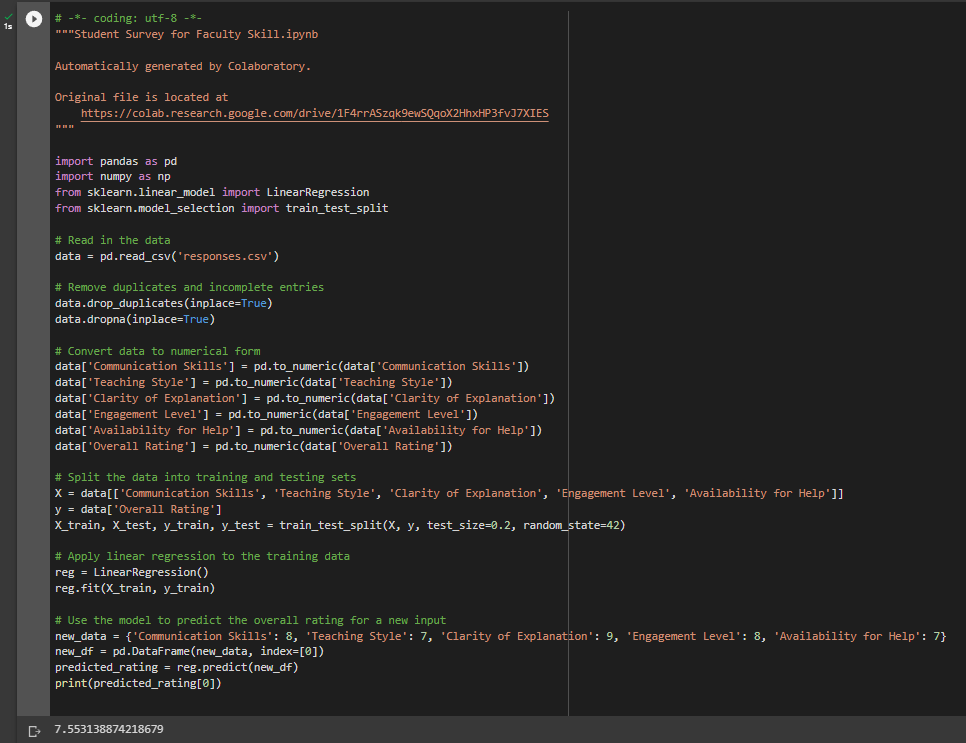 1s
# -*- coding: utf-8 -*-
"""Student Survey for Faculty Skill.ipynb
Automatically generated by Colaboratory.
Original file is located at
    https://colab.research.google.com/drive/1F4rrASzqk9ewSQqoX2HhxHP3fvJ7XIES
"""
import pandas as pd
import numpy as np
from sklearn.linear_model import LinearRegression
from sklearn.model_selection import train_test_split
# Read in the data
data = pd.read_csv('responses.csv')
# Remove duplicates and incomplete entries
data.drop_duplicates(inplace=True)
data.dropna(inplace=True)
# Convert data to numerical form
data['Communication Skills'] = pd.to_numeric(data['Communication Skills'])
data['Teaching Style'] = pd.to_numeric(data['Teaching Style'])
data['Clarity of Explanation'] = pd.to_numeric(data['Clarity of Explanation'])
data['Engagement Level'] = pd.to_numeric(data['Engagement Level'])
data['Availability for Help'] = pd.to_numeric(data['Availability for Help'])
data['Overall Rating'] = pd.to_numeric(data['Overall Rating'])
# Split the data into training and testing sets
X = data[['Communication Skills', 'Teaching Style', 'Clarity of Explanation', 'Engagement Level', 'Availability for Help']]
y = data['Overall Rating']
X_train, X_test, y_train, y_test = train_test_split(X, y, test_size=0.2, random_state=42)
# Apply linear regression to the training data
reg = LinearRegression()
reg.fit(X_train, y_train)
# Use the model to predict the overall rating for a new input
new_data = {'Communication Skills': 8, 'Teaching Style': 7, 'Clarity of Explanation': 9, 'Engagement Level': 8, 'Availability for Help': 7}
new_df = pd.DataFrame(new_data, index=[0])
predicted_rating = reg.predict(new_df)
print(predicted_rating[0])
7.553138874218679